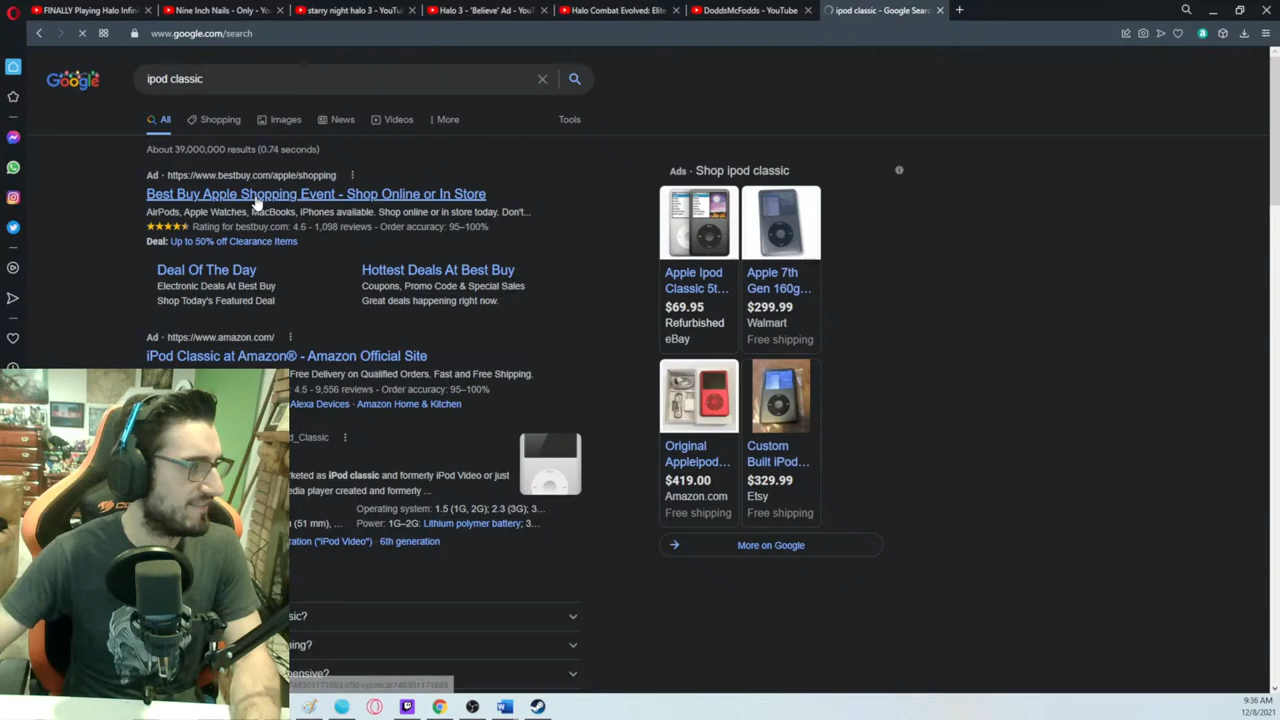 FINALLY Playing Halo Infin
Nine Inch Nails - Only - Yo
starry night halo 3 - YouTu
Halo 3 - 'Believe' Ad - You
Halo Combat Evolved: Elite
DoddsMcFodds - YouTube
ipod classic - Google Sear
www.google.com/search
Google
ipod classic
All
Shopping
Images
News
Videos
More
Tools
About 39,000,000 results (0.74 seconds)
Ad · https://www.bestbuy.com/apple/shopping
Best Buy Apple Shopping Event - Shop Online or In Store
AirPods, Apple Watches, MacBooks, iPhones available. Shop online or in store today. Don't...
Rating for bestbuy.com: 4.6 - 1,098 reviews - Order accuracy: 95–100%
Deal: Up to 50% off Clearance Items
Deal Of The Day
Electronic Deals At Best Buy
Shop Today's Featured Deal
Hottest Deals At Best Buy
Coupons, Promo Code & Special Sales
Great deals happening right now.
Ad · https://www.amazon.com/
iPod Classic at Amazon® - Amazon Official Site
Free Delivery on Qualified Orders. Fast and Free Shipping.
4.5 - 9,556 reviews - Order accuracy: 95–100%
Alexa Devices · Amazon Home & Kitchen
d_Classic
rketed as iPod classic and formerly iPod Video or just
edia player created and formerly ...
Operating system: 1.5 (1G, 2G); 2.3 (3G); 3...
(51 mm), ...
Power: 1G–2G: Lithium polymer battery; 3...
ration ("iPod Video") · 6th generation
sic?
hing?
pensive?
Ads · Shop ipod classic
Apple Ipod
Classic 5t...
$69.95
Refurbished
eBay
Apple 7th
Gen 160g...
$299.99
Walmart
Free shipping
Original
Appleipod...
$419.00
Amazon.com
Free shipping
Custom
Built iPod...
$329.99
Etsy
Free shipping
More on Google
9:36 AM
12/8/2021